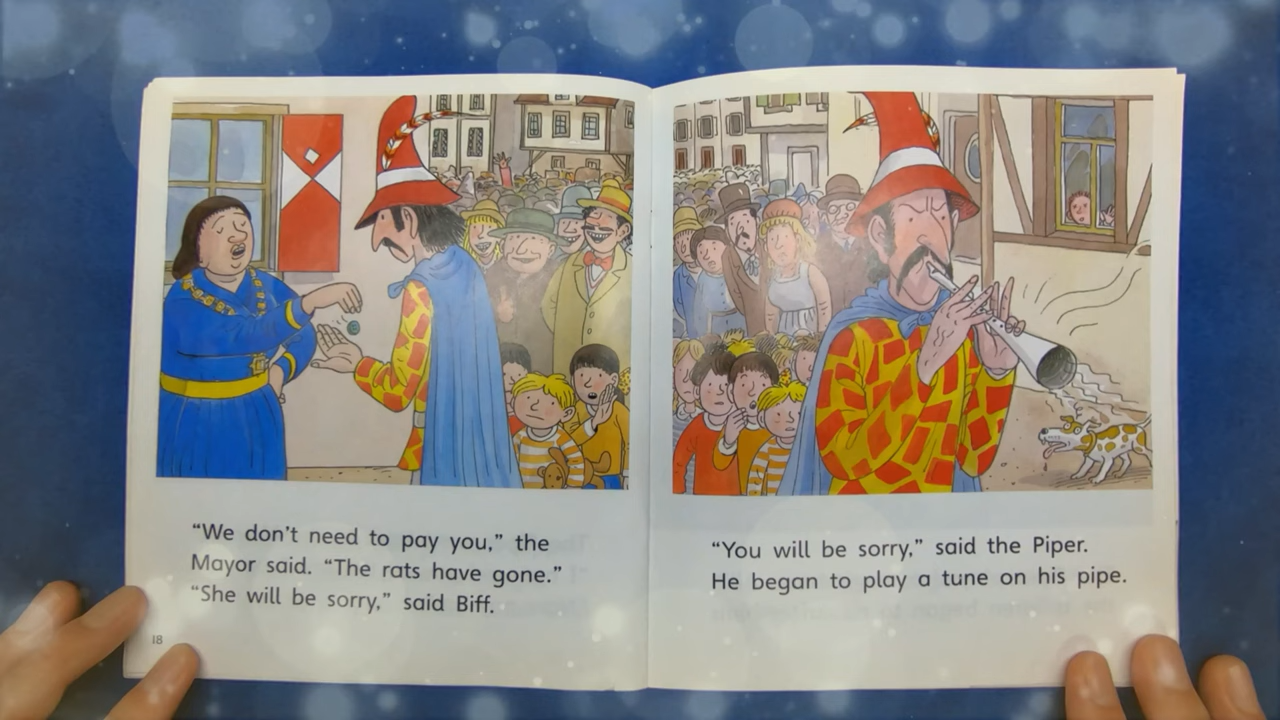 “We don’t need to pay you,” the
Mayor said. “The rats have gone.”
“She will be sorry,” said Biff.
18
“You will be sorry,” said the Piper.
He began to play a tune on his pipe.